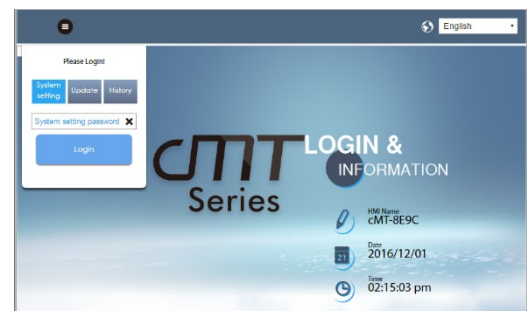 English
Please Login!
System setting
Update
History
System setting password
Login
cMT
Series
LOGIN &
INFORMATION
HMI Name
cMT-8E9C
21
Date
2016/12/01
Time
02:15:03 pm